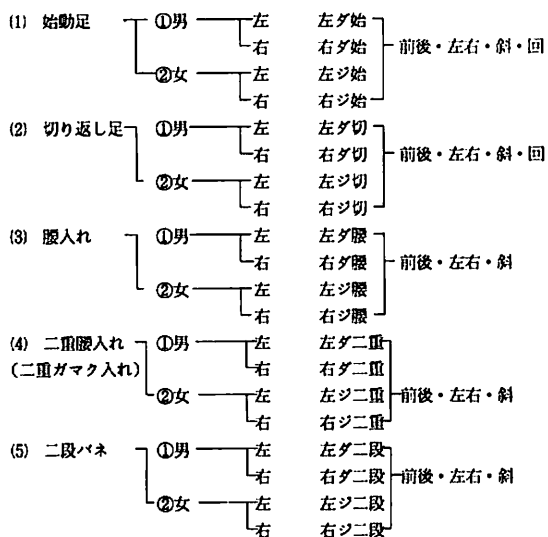 (1) 始動足 ①男 左 左ダ始
右 右ダ始 前後・左右・斜・回
②女 左 左ジ始
右 右ジ始
(2) 切り返し足 ①男 左 左ダ切
右 右ダ切 前後・左右・斜・回
②女 左 左ジ切
右 右ジ切
(3) 腰入れ ①男 左 左ダ腰
右 右ダ腰 前後・左右・斜
②女 左 左ジ腰
右 右ジ腰
(4) 二重腰入れ ①男 左 左ダ二重
(二重ガマク入れ) 右 右ダ二重
②女 左 左ジ二重 前後・左右・斜
右 右ジ二重
(5) 二段バネ ①男 左 左ダ二段
右 右ダ二段 前後・左右・斜
②女 左 左ジ二段
右 右ジ二段